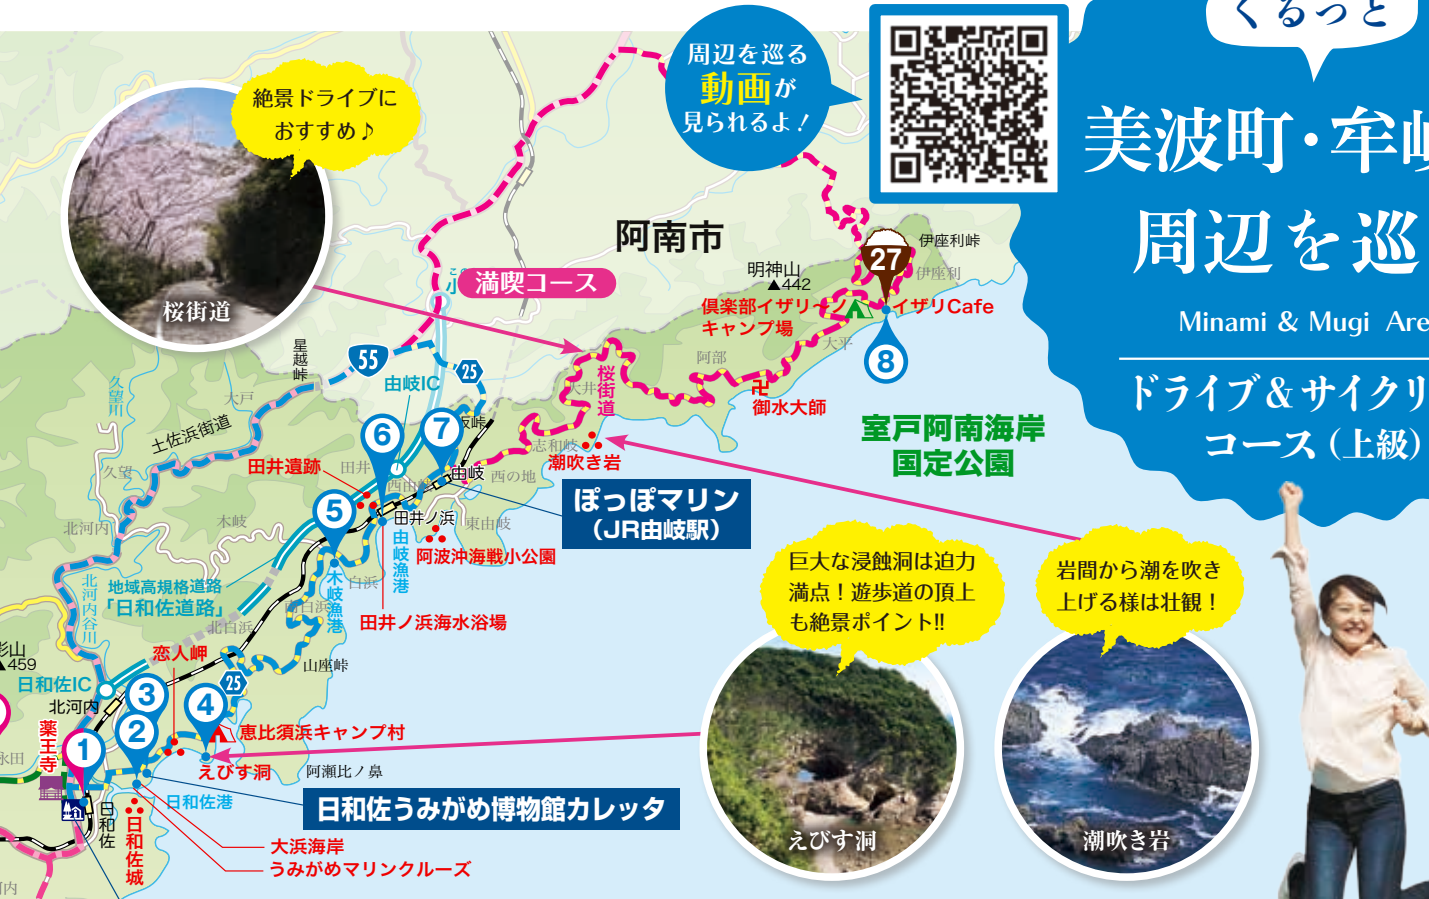 くるっと
美波町・牟岐
周辺を巡
Minami & Mugi Are
ドライブ&サイクリ
コース(上級)
周辺を巡る
動画が
見られるよ!
絶景ドライブに
おすすめ♪
桜街道
満喫コース
阿南市
伊座利峠
27
伊座利
明神山
▲442
倶楽部イザリーノ
キャンプ場
イザリCafe
大平
8
阿部
桜街道
卍
御水大師
室戸阿南海岸
国定公園
星越峠
55
25
由岐IC
久望川
大戸
土佐浜街道
久望
6
7
由岐
志和岐
潮吹き岩
西の地
田井遺跡
田井
ぽっぽマリン
(JR由岐駅)
5
田井ノ浜
東由岐
北河内
木岐
阿波沖海戦小公園
由岐漁港
白浜
木岐漁港
地域高規格道路
「日和佐道路」
北河内谷川
北白浜
田井ノ浜海水浴場
恋人岬
山座峠
25
▲459
日和佐IC
北河内
3
2
4
恵比須浜キャンプ村
薬王寺
1
えびす洞
阿瀬比ノ鼻
日和佐港
日和佐うみがめ博物館カレッタ
日和佐
日和佐城
大浜海岸
うみがめマリンクルーズ
巨大な浸蝕洞は迫力
満点!遊歩道の頂上
も絶景ポイント!!
えびす洞
岩間から潮を吹き
上げる様は壮観!
潮吹き岩